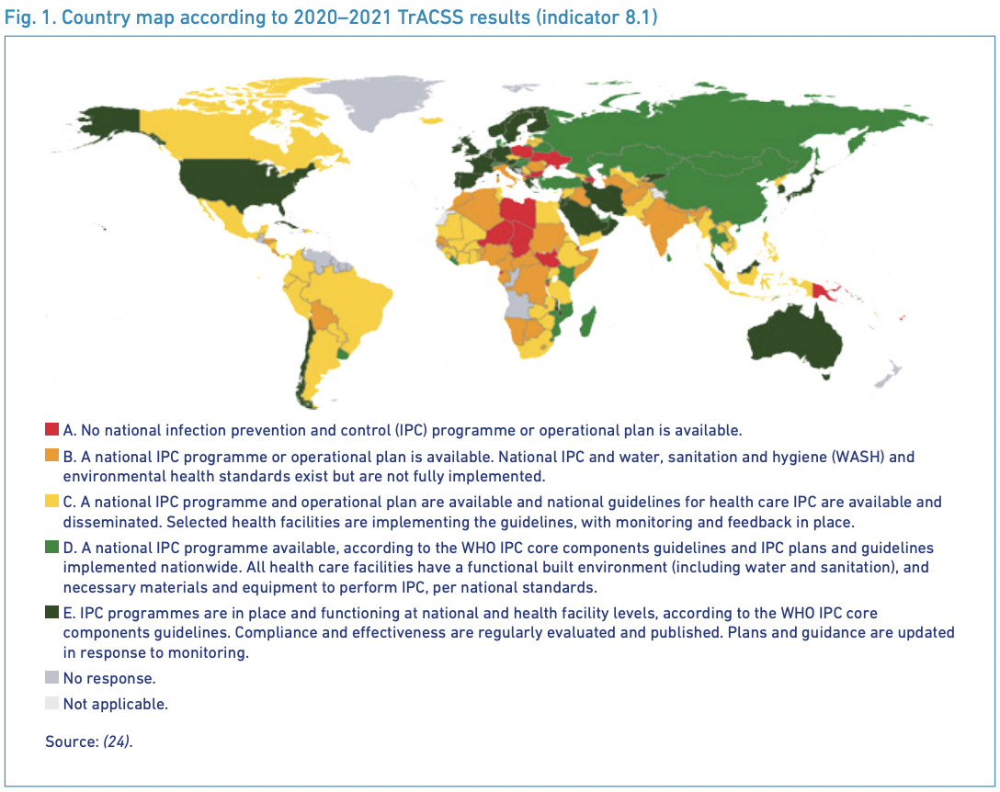 Fig. 1. Country map according to 2020–2021 TrACSS results (indicator 8.1)
A. No national infection prevention and control (IPC) programme or operational plan is available.
B. A national IPC programme or operational plan is available. National IPC and water, sanitation and hygiene (WASH) and
environmental health standards exist but are not fully implemented.
C. A national IPC programme and operational plan are available and national guidelines for health care IPC are available and
disseminated. Selected health facilities are implementing the guidelines, with monitoring and feedback in place.
D. A national IPC programme available, according to the WHO IPC core components guidelines and IPC plans and guidelines
implemented nationwide. All health care facilities have a functional built environment (including water and sanitation), and
necessary materials and equipment to perform IPC, per national standards.
E. IPC programmes are in place and functioning at national and health facility levels, according to the WHO IPC core
components guidelines. Compliance and effectiveness are regularly evaluated and published. Plans and guidance are updated
in response to monitoring.
No response.
Not applicable.
Source: (24).